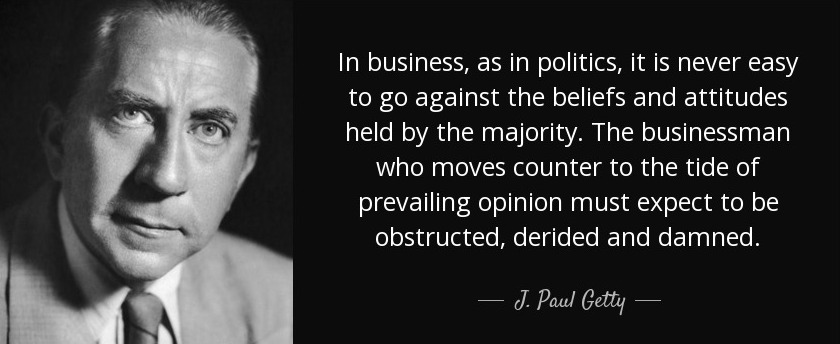 In business, as in politics, it is never easy
to go against the beliefs and attitudes
held by the majority. The businessman
who moves counter to the tide of
prevailing opinion must expect to be
obstructed, derided and damned.
J. Paul Getty